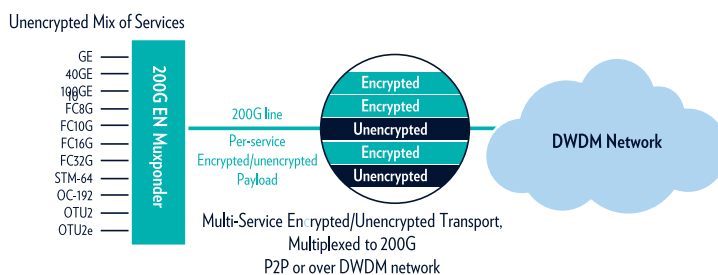 Unencrypted Mix of Services
GE
40GE
100GE
10
FC8G
FC10G
FC16G
FC32G
STM-64
OC-192
OTU2
OTU2e
200G EN Muxponder
200G line
Per-service
Encrypted/unencrypted
Payload
Encrypted
Encrypted
Unencrypted
Encrypted
Unencrypted
DWDM Network
Multi-Service Encrypted/Unencrypted Transport,
Multiplexed to 200G
P2P or over DWDM network